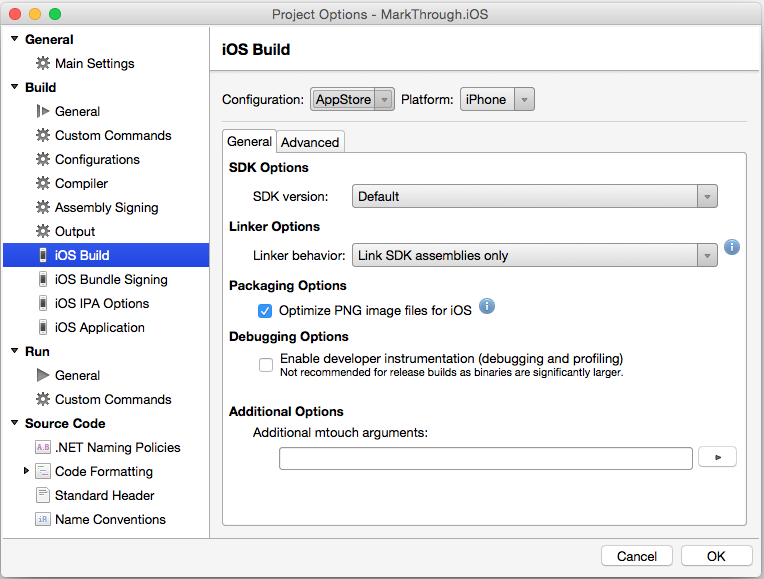 Project Options - MarkThrough.iOS
General
Main Settings
Build
General
Custom Commands
Configurations
Compiler
Assembly Signing
Output
iOS Build
iOS Bundle Signing
iOS IPA Options
iOS Application
Run
General
Custom Commands
Source Code
A.B .NET Naming Policies
Code Formatting
Standard Header
iR Name Conventions
iOS Build
Configuration: AppStore Platform: iPhone
General Advanced
SDK Options
SDK version: Default
Linker Options
Linker behavior: Link SDK assemblies only i
Packaging Options
Optimize PNG image files for iOS i
Debugging Options
Enable developer instrumentation (debugging and profiling)
Not recommended for release builds as binaries are significantly larger.
Additional Options
Additional mtouch arguments:
Cancel OK